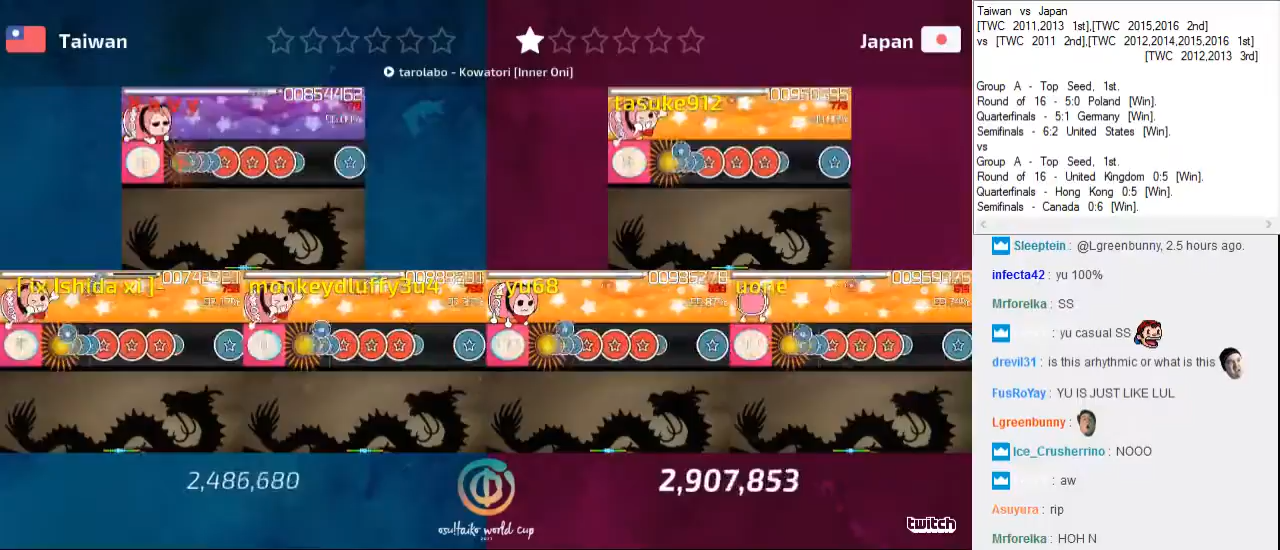 Taiwan
Japan
tarolabo - Kowatori [Inner Oni]
00854462
tasuke912
-[ix Ishida xi]-
monkeydluffy3u4
yu68
uone
2,486,680
2,907,853
osu!taiko world cup
twitch
Taiwan vs Japan
[TWC 2011,2013 1st],[TWC 2015,2016 2nd]
vs [TWC 2011 2nd],[TWC 2012,2014,2015,2016 1st]
[TWC 2012,2013 3rd]
Group A - Top Seed, 1st.
Round of 16 - 5:0 Poland [Win].
Quarterfinals - 5:1 Germany [Win].
Semifinals - 6:2 United States [Win].
vs
Group A - Top Seed, 1st.
Round of 16 - United Kingdom 0:5 [Win].
Quarterfinals - Hong Kong 0:5 [Win].
Semifinals - Canada 0:6 [Win].
Sleeptein : @Lgreenbunny, 2.5 hours ago.
infecta42 : yu 100%
Mrforeika : SS
: yu casual SS
drevil31 : is this arhythmic or what is this
FusRoYay : YU IS JUST LIKE LUL
Lgreenbunny :
Ice_Crusherrino : NOOO
: aw
Asuyura : rip
Mrforeika : HOH N